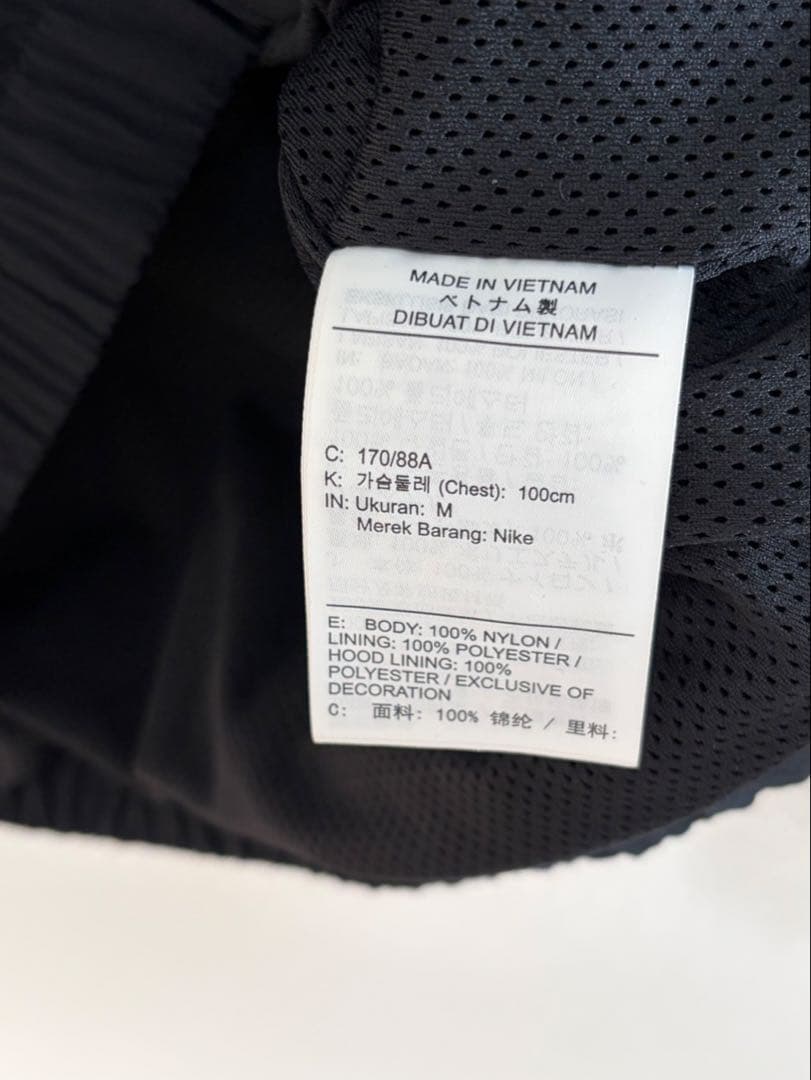 MADE IN VIETNAM
ベトナム製
DIBUAT DI VIETNAM
C: 170/88A
K: 가슴둘레 (Chest): 100cm
IN: Ukuran: M
Merek Barang: Nike
E: BODY: 100% NYLON /
LINING: 100% POLYESTER /
HOOD LINING: 100%
POLYESTER / EXCLUSIVE OF
DECORATION
C: 面料: 100% 锦纶 / 里料: